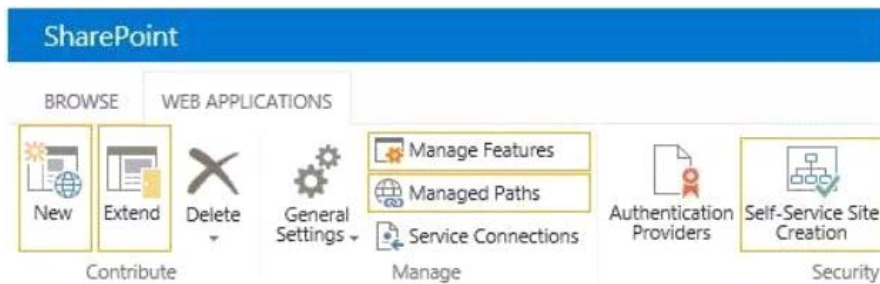 SharePoint
BROWSE WEB APPLICATIONS
New
Extend
Delete
General
Settings
Manage Features
Managed Paths
Service Connections
Authentication
Providers
Self-Service Site
Creation
Contribute
Manage
Security